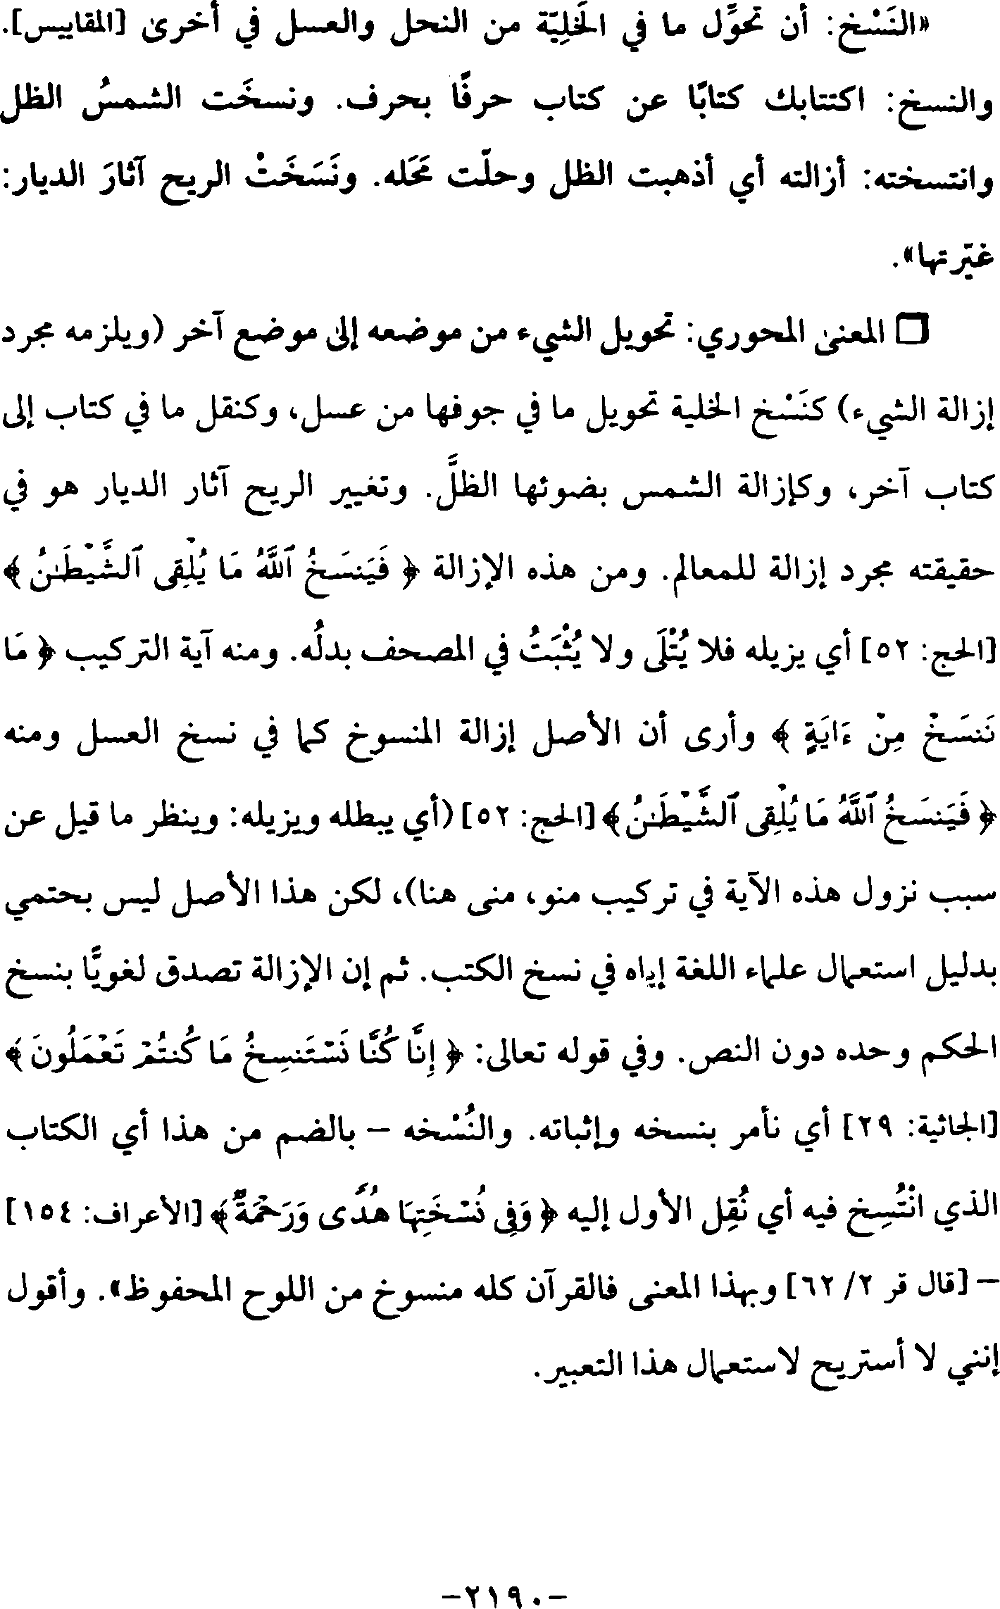 «النَسْخ: أن تحَوِّل ما في الخَلِيّة من النحل والعسل في أخرىٰ [المقاييس].
والنسخ: اكتتابك كتابًا عن كتاب حرفًا بحرف. ونسخَت الشمسُ الظل
وانتسخته: أزالته أي أذهبت الظل وحلّت مَحَله. ونَسَخَتْ الريح آثارَ الديار:
غيّرتها».
❏ المعنىٰ المحوري: تحويل الشيء من موضعه إلىٰ موضع آخر (ويلزمه مجرد
إزالة الشيء) كنَسْخ الخلية تحويل ما في جوفها من عسل، وكنقل ما في كتاب إلى
كتاب آخر، وكإزالة الشمس بضوئها الظلَّ. وتغيير الريح آثار الديار هو في
حقيقته مجرد إزالة للمعالم. ومن هذه الإزالة ﴿ فَيَنسَخُ ٱللَّهُ مَا يُلْقِى ٱلشَّيْطَـٰنُ ﴾
[الحج: ٥٢] أي يزيله فلا يُتْلَى ولا يُثْبَتُ في المصحف بدلُه. ومنه آية التركيب ﴿ مَا
نَنسَخْ مِنْ ءَايَةٍ ﴾ وأرى أن الأصل إزالة المنسوخ كما في نسخ العسل ومنه
﴿ فَيَنسَخُ ٱللَّهُ مَا يُلْقِى ٱلشَّيْطَـٰنُ ﴾ [الحج: ٥٢] (أي يبطله ويزيله: وينظر ما قيل عن
سبب نزول هذه الآية في تركيب منو، منى هنا)، لكن هذا الأصل ليس بحتمي
بدليل استعمال علماء اللغة إياه في نسخ الكتب. ثم إن الإزالة تصدق لغويًّا بنسخ
الحكم وحده دون النص. وفي قوله تعالى: ﴿ إِنَّا كُنَّا نَسْتَنسِخُ مَا كُنتُمْ تَعْمَلُونَ ﴾
[الجاثية: ٢٩] أي نأمر بنسخه وإثباته. والنُسْخه – بالضم من هذا أي الكتاب
الذي انْتُسِخ فيه أي نُقِل الأول إليه ﴿ وَفِى نُسْخَتِهَا هُدًى وَرَحْمَةٌ ﴾ [الأعراف: ١٥٤]
– [قال قر ٢/ ٦٢] وبهذا المعنى فالقرآن كله منسوخ من اللوح المحفوظ». وأقول
إنني لا أستريح لاستعمال هذا التعبير.
-٢١٩٠-